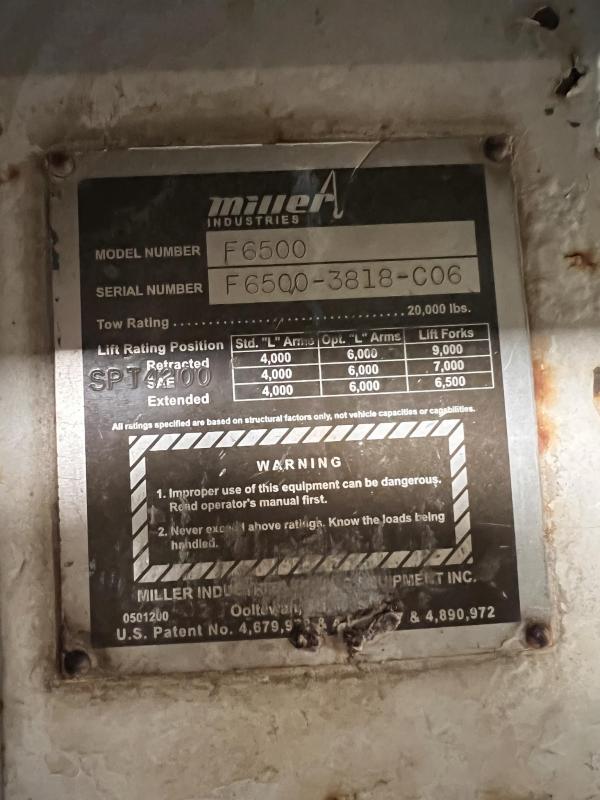 miller
INDUSTRIES
MODEL NUMBER F6500
SERIAL NUMBER F6500-3818-C06
Tow Rating ........................................ 20,000 lbs.
Lift Rating Position Std. "L" Arms Opt. "L" Arms Lift Forks
Retracted 4,000 6,000 9,000
SPT4200
SAE 4,000 6,000 7,000
Extended 4,000 6,000 6,500
All ratings specified are based on structural factors only, not vehicle capacities or capabilities.
WARNING
1. Improper use of this equipment can be dangerous.
Read operator's manual first.
2. Never exceed above ratings. Know the loads being
handled.
MILLER EQUIPMENT INC.
0501200 Ooltewah,
U.S. Patent No. & & 4,890,972